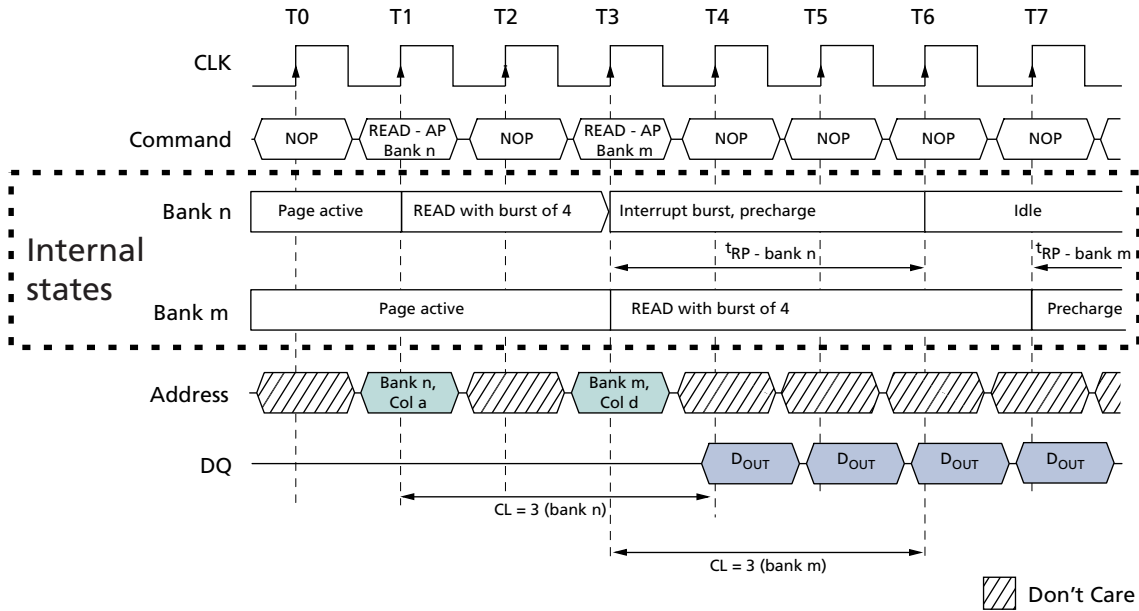 T0 T1 T2 T3 T4 T5 T6 T7
CLK
Command NOP READ - AP Bank n NOP READ - AP Bank m NOP NOP NOP NOP
Bank n Page active READ with burst of 4 Interrupt burst, precharge Idle
Internal states
tRP - bank n tRP - bank m
Bank m Page active READ with burst of 4 Precharge
Address Bank n, Col a Bank m, Col d
DQ DOUT DOUT DOUT DOUT
CL = 3 (bank n)
CL = 3 (bank m)
Don't Care